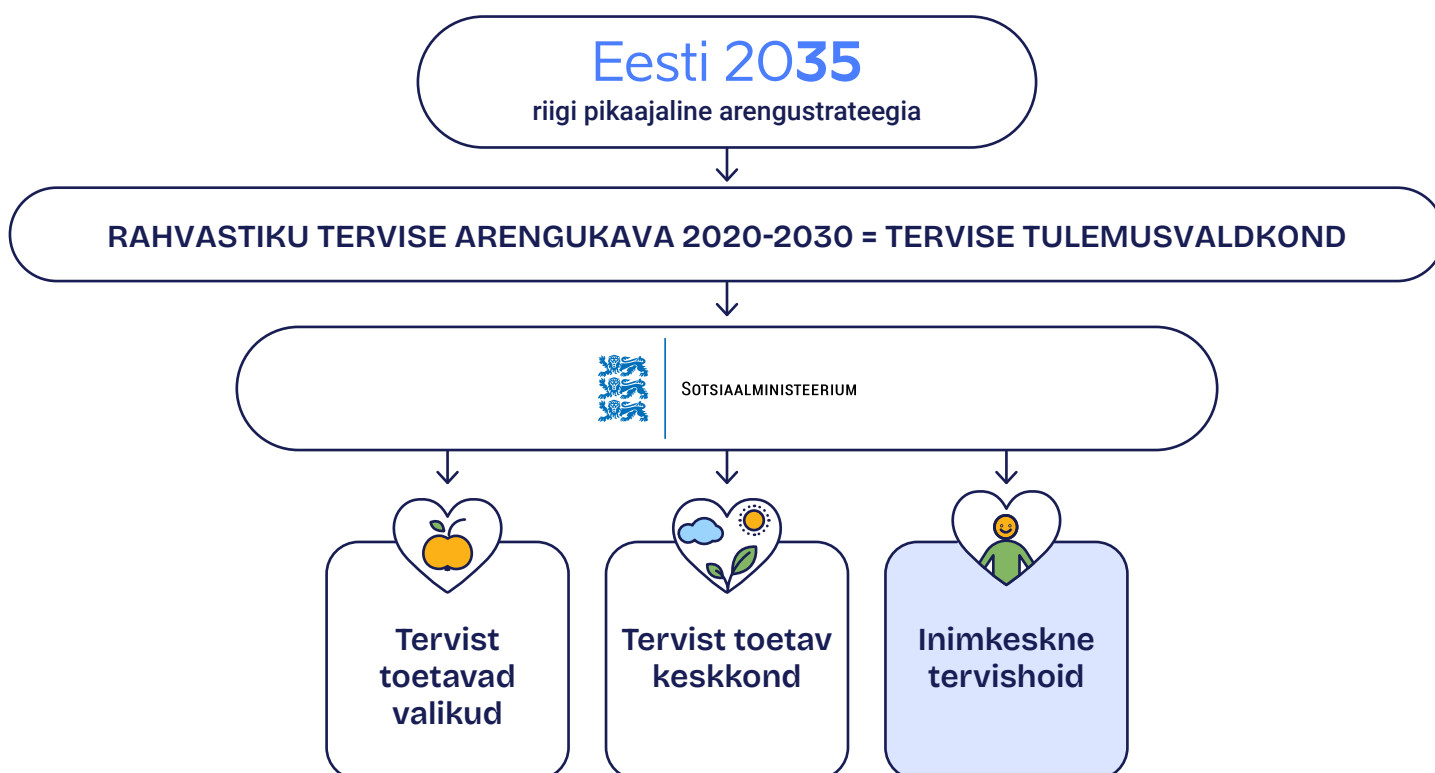 Eesti 2035
riigi pikaajaline arengustrateegia
RAHVASTIKU TERVISE ARENGUKAVA 2020-2030 = TERVISE TULEMUSVALDKOND
SOTSIAALMINISTEERIUM
Tervist
toetavad
valikud
Tervist toetav
keskkond
Inimkeskne
tervishoid